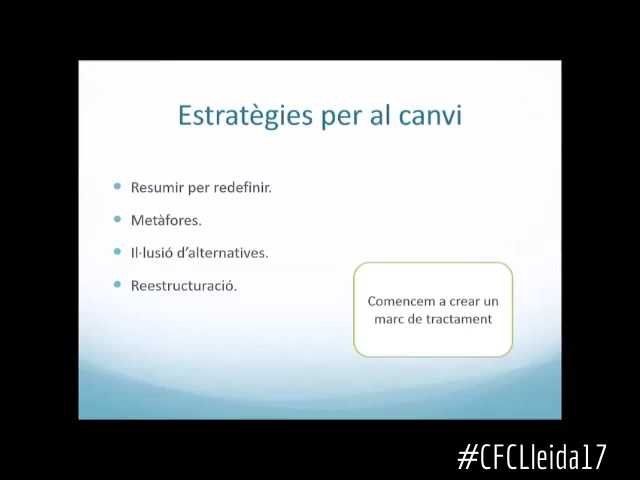 Estratègies per al canvi
Resumir per redefinir.
Metàfores.
Il·lusió d'alternatives.
Reestructuració.
Comencem a crear un
marc de tractament
#CFCLleida17